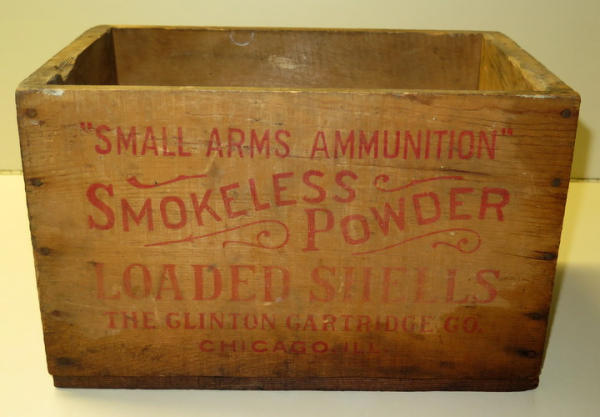 "SMALL ARMS AMMUNITION"
SMOKELESS POWDER
LOADED SHELLS
THE CLINTON CARTRIDGE CO.
CHICAGO. ILL.